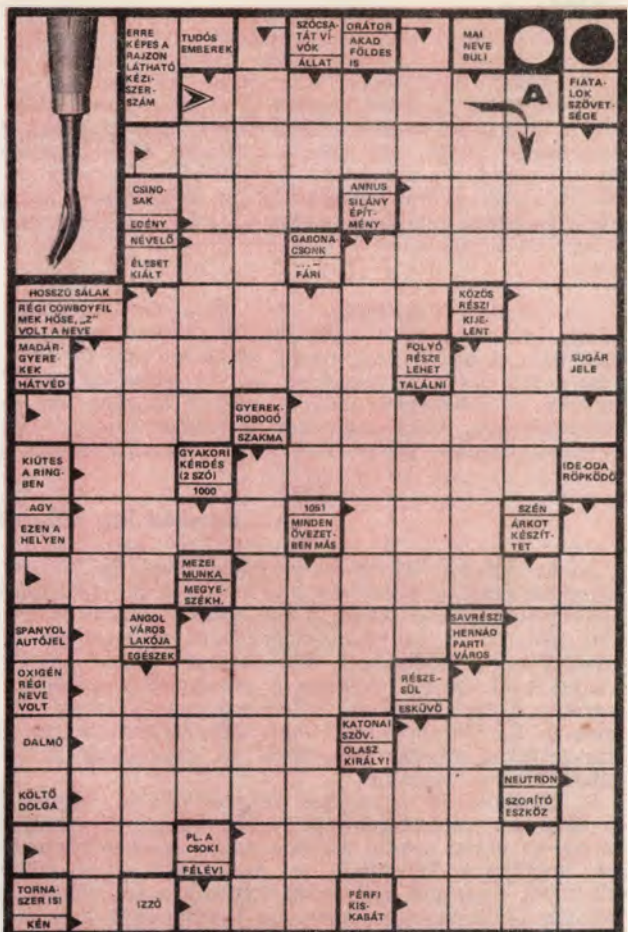 ERRE
KÉPES A
RAJZON
LÁTHATÓ
KÉZI-
SZER-
SZÁM
TUDÓS
EMBEREK
SZÓCSA-
TÁT VÍ-
VÓK
ÁLLAT
ORÁTOR
AKAD
FÖLDES
IS
MAI
NEVE
BULI
A
FIATA-
LOK
SZÖVET-
SÉGE
CSINO-
SAK
EDÉNY
ANNUS
SILÁNY
ÉPÍT-
MÉNY
NÉVELŐ
ÉLESET
KIÁLT
GABONA
CSONK
... –
FÁRI
HOSSZÚ SÁLAK
RÉGI COWBOYFIL
MEK HŐSE, „Z"
VOLT A NEVE
KÖZÖS
RÉSZ!
KIJE-
LENT
MADÁR-
GYERE-
KEK
HÁTVÉD
FOLYÓ
RÉSZE
LEHET
TALÁLNI
SUGÁR
JELE
GYEREK-
ROBOGÓ
SZAKMA
KIÜTÉS
A RING-
BEN
GYAKORI
KÉRDÉS
(2 SZÓ)
1000
IDE-ODA
RÖPKÖDŐ
AGY
EZEN A
HELYEN
1051
MINDEN
ÖVEZET-
BEN MÁS
SZÉN
ÁRKOT
KÉSZÍT-
TET
MEZEI
MUNKA
MEGYE-
SZÉKH.
SPANYOL
AUTÓJEL
ANGOL
VÁROS
LAKÓJA
EGÉSZEK
SAVRÉSZ!
HERNÁD
PARTI
VÁROS
OXIGÉN
RÉGI
NEVE
VOLT
RÉSZE-
SÜL
ESKÜVŐ
DALMŰ
KATONAI
SZÖV.
OLASZ
KIRÁLY!
KÖLTŐ
DOLGA
NEUTRON
SZORÍTÓ
ESZKÖZ
PL. A
CSOKI
FÉLÉV!
TORNA-
SZER IS!
KÉN
IZZÓ
FÉRFI
KIS-
KABÁT